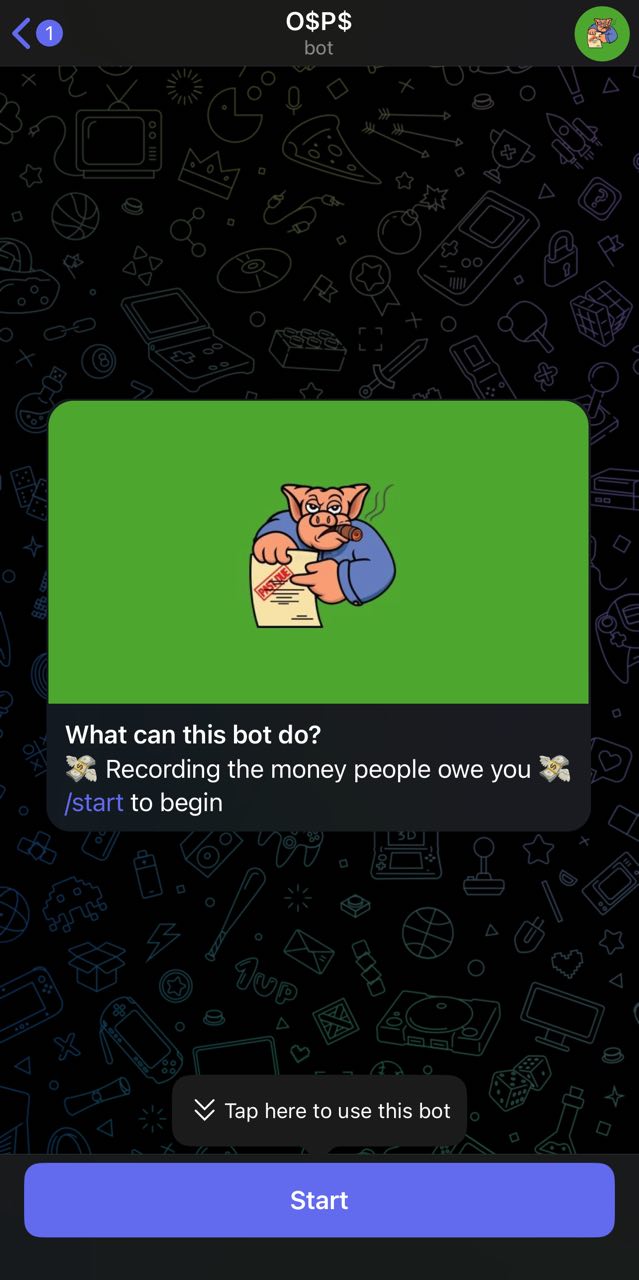 1
O$P$
bot
PAST DUE
What can this bot do?
💸 Recording the money people owe you 💸
/start to begin
3D
8
?
1UP
Tap here to use this bot
Start